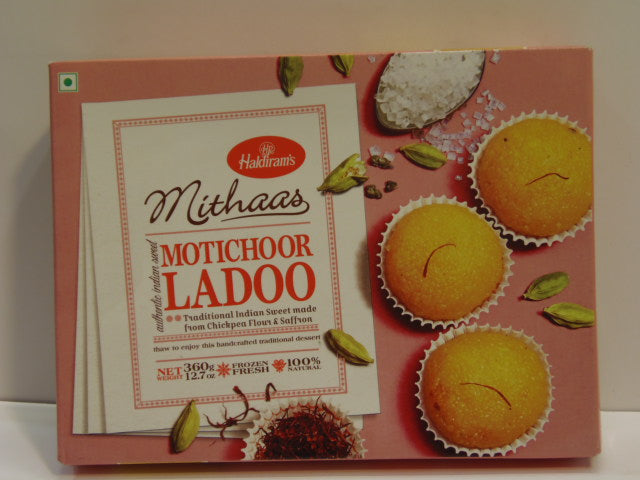 HR
Haldiram's
Mithaas
authentic indian sweet
MOTICHOOR
LADOO
Traditional Indian Sweet made
from Chickpea Flour & Saffron
thaw to enjoy this handcrafted traditional dessert
NET WEIGHT 360g 12.7 oz FROZEN FRESH 100% NATURAL